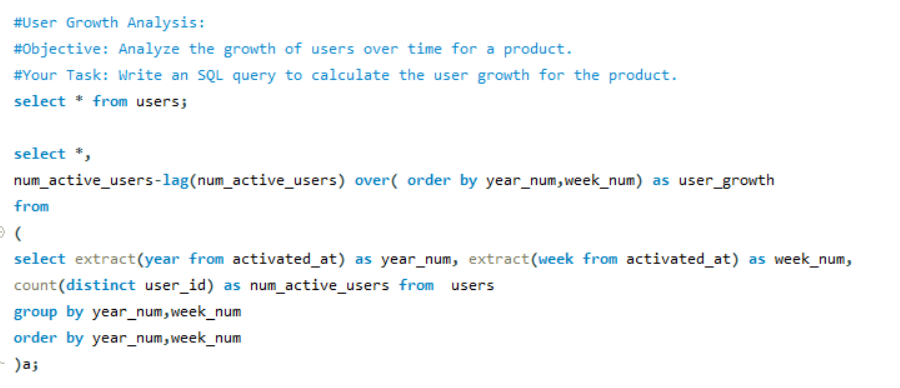 #User Growth Analysis:
#Objective: Analyze the growth of users over time for a product.
#Your Task: Write an SQL query to calculate the user growth for the product.
select * from users;
select *,
num_active_users-lag(num_active_users) over( order by year_num,week_num) as user_growth
from
(
select extract(year from activated_at) as year_num, extract(week from activated_at) as week_num,
count(distinct user_id) as num_active_users from  users
group by year_num,week_num
order by year_num,week_num
)a;